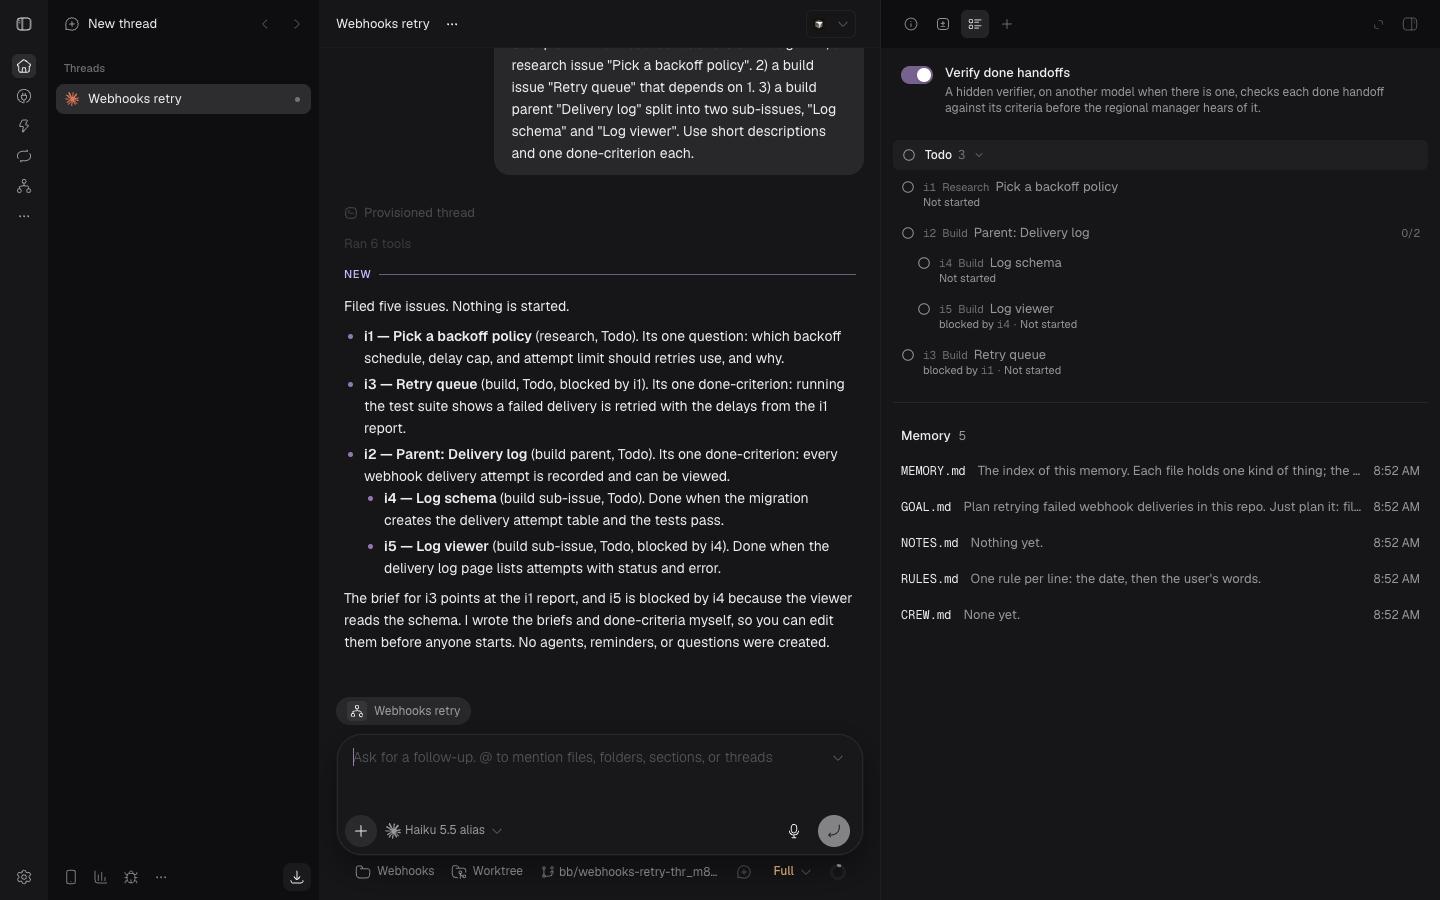 New thread
Threads
Webhooks retry
Webhooks retry
research issue "Pick a backoff policy". 2) a build
issue "Retry queue" that depends on 1. 3) a build
parent "Delivery log" split into two sub-issues, "Log
schema" and "Log viewer". Use short descriptions
and one done-criterion each.
Provisioned thread
Ran 6 tools
NEW
Filed five issues. Nothing is started.
• i1 — Pick a backoff policy (research, Todo). Its one question: which backoff
schedule, delay cap, and attempt limit should retries use, and why.
• i3 — Retry queue (build, Todo, blocked by i1). Its one done-criterion: running
the test suite shows a failed delivery is retried with the delays from the i1
report.
• i2 — Parent: Delivery log (build parent, Todo). Its one done-criterion: every
webhook delivery attempt is recorded and can be viewed.
• i4 — Log schema (build sub-issue, Todo). Done when the migration
creates the delivery attempt table and the tests pass.
• i5 — Log viewer (build sub-issue, Todo, blocked by i4). Done when the
delivery log page lists attempts with status and error.
The brief for i3 points at the i1 report, and i5 is blocked by i4 because the viewer
reads the schema. I wrote the briefs and done-criteria myself, so you can edit
them before anyone starts. No agents, reminders, or questions were created.
Webhooks retry
Ask for a follow-up. @ to mention files, folders, sections, or threads
Haiku 5.5 alias
Webhooks Worktree bb/webhooks-retry-thr_m8... Full
Verify done handoffs
A hidden verifier, on another model when there is one, checks each done handoff
against its criteria before the regional manager hears of it.
Todo 3
i1 Research Pick a backoff policy
Not started
i2 Build Parent: Delivery log 0/2
i4 Build Log schema
Not started
i5 Build Log viewer
blocked by i4 · Not started
i3 Build Retry queue
blocked by i1 · Not started
Memory 5
MEMORY.md The index of this memory. Each file holds one kind of thing; the ... 8:52 AM
GOAL.md Plan retrying failed webhook deliveries in this repo. Just plan it: fil... 8:52 AM
NOTES.md Nothing yet. 8:52 AM
RULES.md One rule per line: the date, then the user's words. 8:52 AM
CREW.md None yet. 8:52 AM